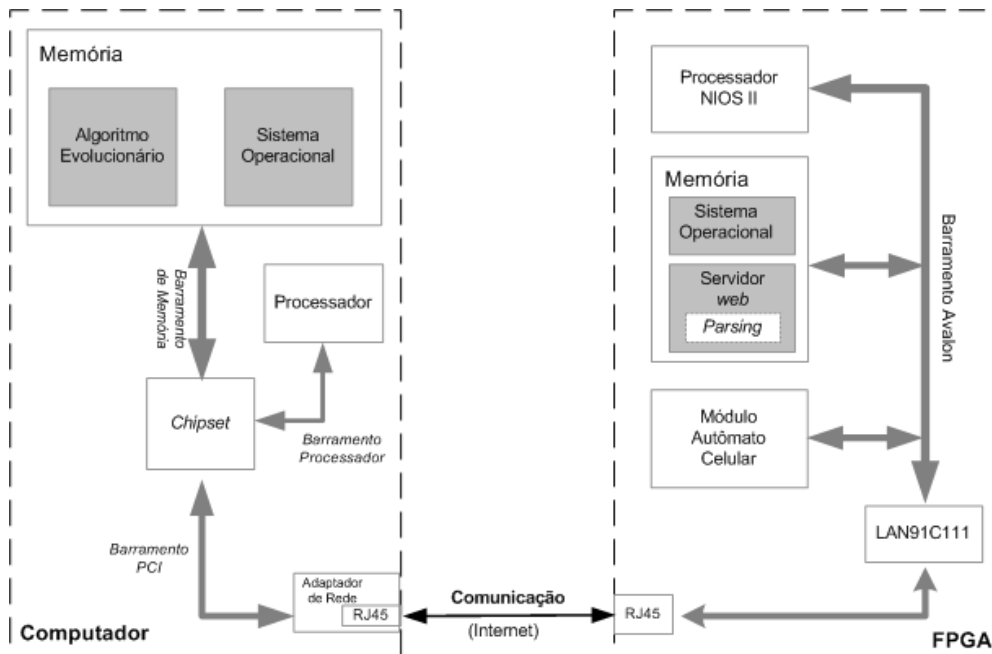 Memória
Algoritmo
Evolucionário
Sistema
Operacional
Barramento
de Memória
Processador
Chipset
Barramento
Processador
Barramento
PCI
Adaptador
de Rede
RJ45
Computador
Comunicação
(Internet)
Processador
NIOS II
Memória
Sistema
Operacional
Servidor
web
Parsing
Barramento Avalon
Módulo
Autômato
Celular
LAN91C111
RJ45
FPGA